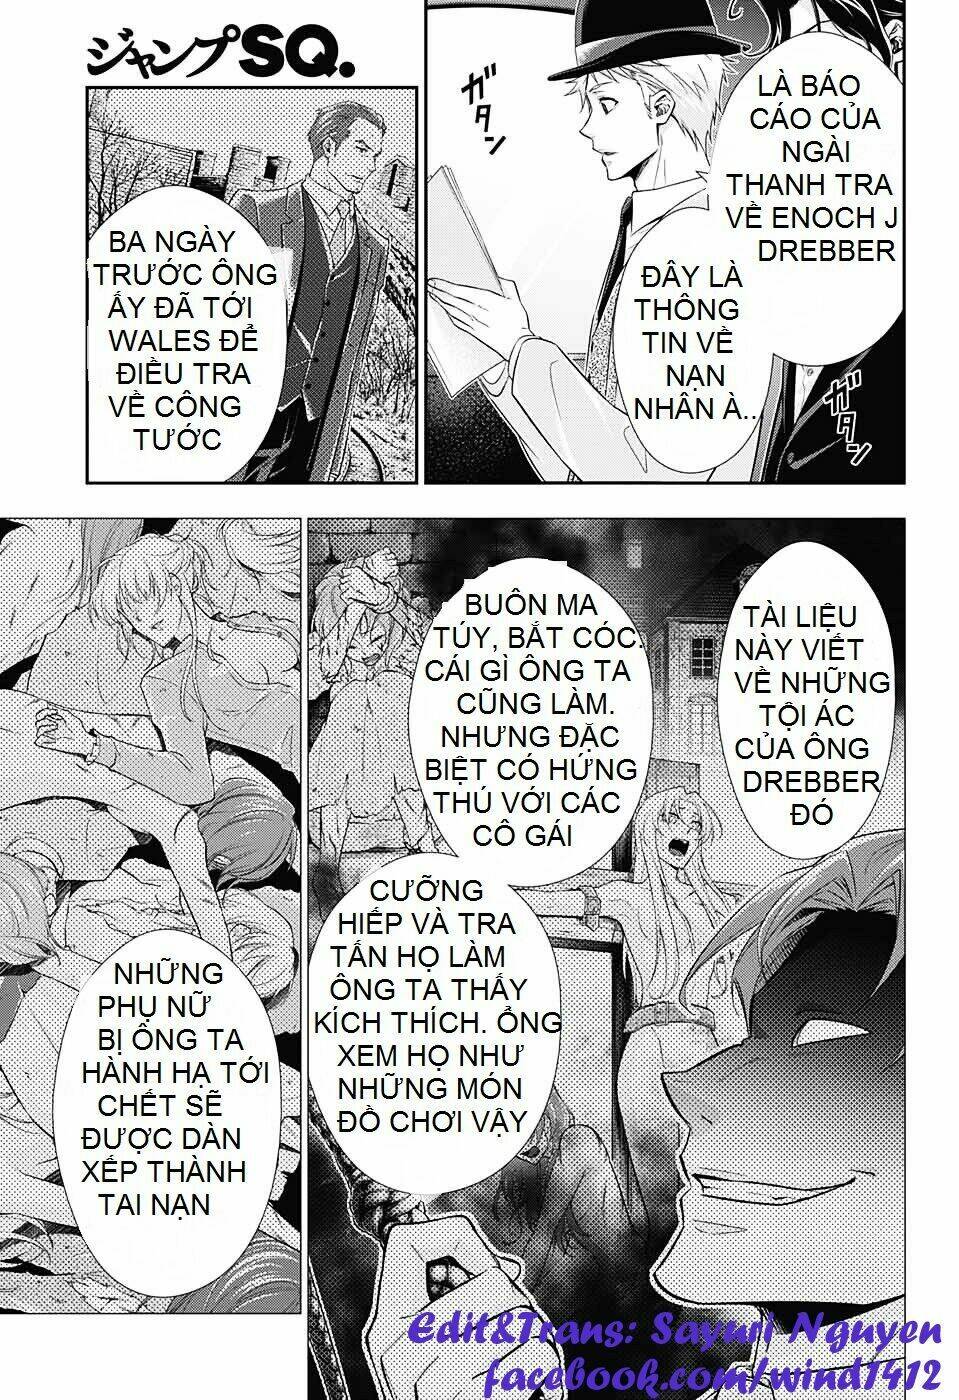 ジャンプSQ.
ガタン
LÀ BÁO
CÁO CỦA
NGÀI
THANH TRA
VỀ ENOCH J
DREBBER
ĐÂY LÀ
THÔNG
TIN VỀ
NẠN
NHÂN À...
ガタン
BA NGÀY
TRƯỚC ÔNG
ẤY ĐÃ TỚI
WALES ĐỂ
ĐIỀU TRA
VỀ CÔNG
TƯỚC
TÀI LIỆU
NÀY VIẾT
VỀ NHỮNG
TỘI ÁC
CỦA ÔNG
DREBBER
ĐÓ
BUÔN MA
TÚY, BẮT CÓC.
CÁI GÌ ÔNG TA
CŨNG LÀM.
NHƯNG ĐẶC
BIỆT CÓ HỨNG
THÚ VỚI CÁC
CÔ GÁI
CƯỠNG
HIẾP VÀ TRA
TẤN HỌ LÀM
ÔNG TA THẤY
KÍCH THÍCH. ỔNG
XEM HỌ NHƯ
NHỮNG MÓN
ĐỒ CHƠI VẬY
NHỮNG
PHỤ NỮ
BỊ ÔNG TA
HÀNH HẠ TỚI
CHẾT SẼ
ĐƯỢC DÀN
XẾP THÀNH
TAI NẠN
Edit&Trans: Sayuri Nguyen
facebook.com/wind1412